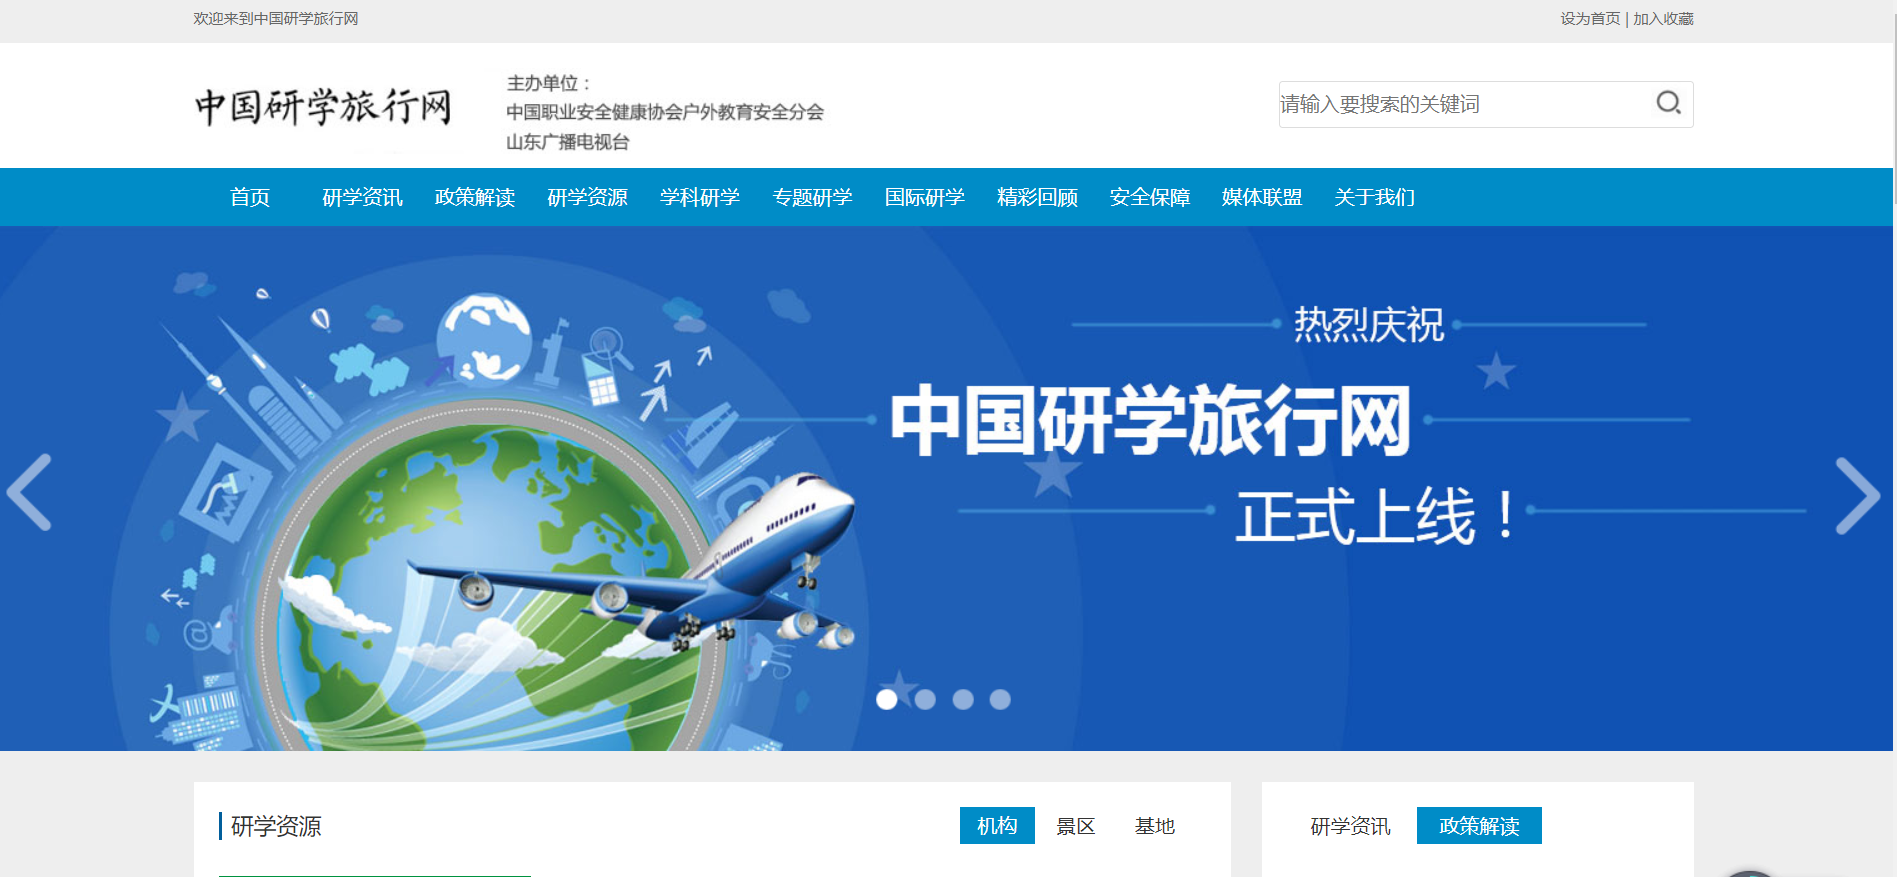 欢迎来到中国研学旅行网
设为首页 | 加入收藏
中国研学旅行网
主办单位：
中国职业安全健康协会户外教育安全分会
山东广播电视台
请输入要搜索的关键词
首页 研学资讯 政策解读 研学资源 学科研学 专题研学 国际研学 精彩回顾 安全保障 媒体联盟 关于我们
热烈庆祝
中国研学旅行网
正式上线！
研学资源
机构 景区 基地
研学资讯 政策解读